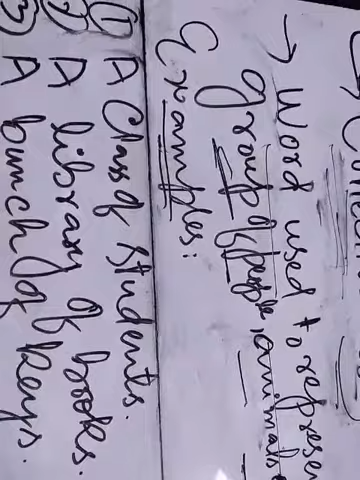 → Word used to represen
group of people, animals
Examples:
① A Class of students.
② A library of books.
③ A bunch of keys.